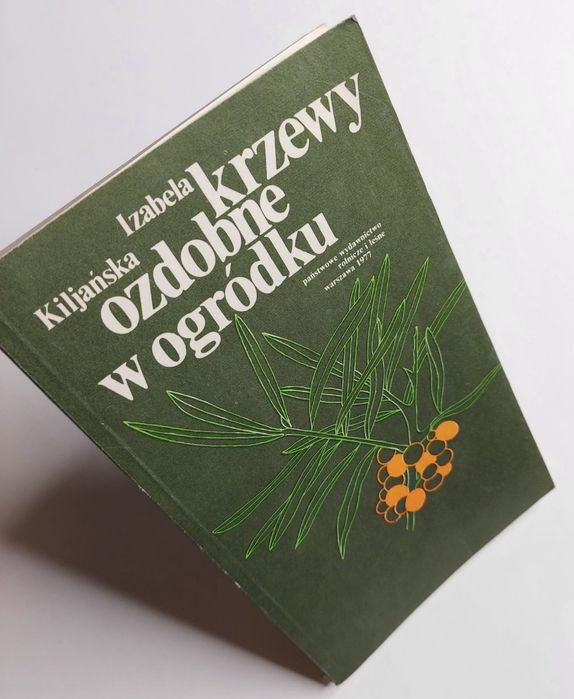 Izabela krzewy
Kiljańska ozdobne
w ogródku
państwowe wydawnictwo
rolnicze i leśne
warszawa 1977